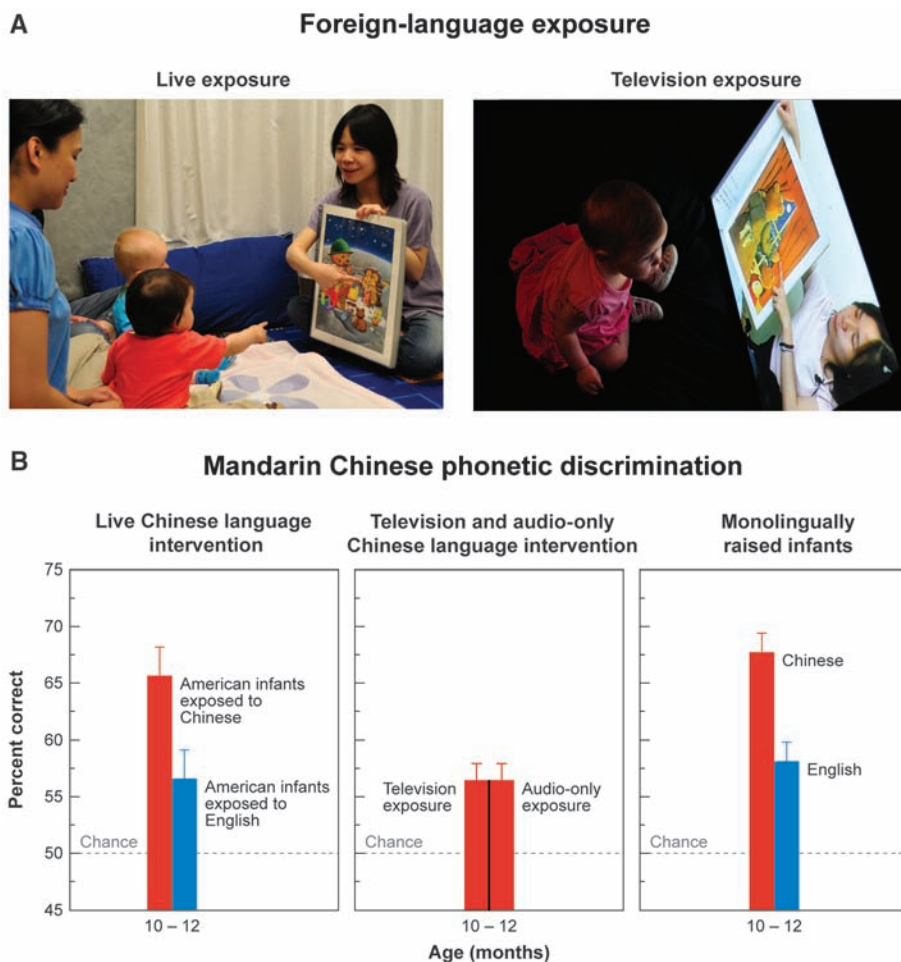 A
Foreign-language exposure
Live exposure
Television exposure
B
Mandarin Chinese phonetic discrimination
Live Chinese language
intervention
Television and audio-only
Chinese language intervention
Monolingually
raised infants
Percent correct
75
70
65
60
55
50
45
American infants
exposed to
Chinese
American infants
exposed to
English
Chance
10 – 12
Television
exposure
Audio-only
exposure
Chance
10 – 12
Chinese
English
Chance
10 – 12
Age (months)